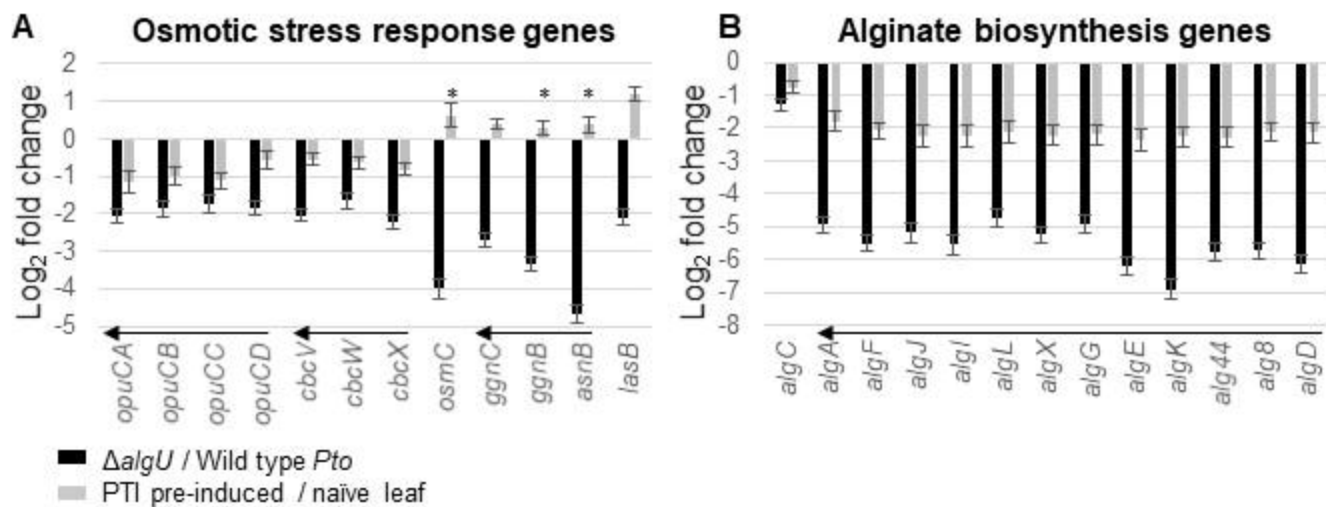 A Osmotic stress response genes
Log2 fold change
2
1
0
-1
-2
-3
-4
-5
* * *
opuCA opuCB opuCC opuCD cbcV cbcW cbcX osmC ggnC ggnB asnB lasB
B Alginate biosynthesis genes
Log2 fold change
0
-1
-2
-3
-4
-5
-6
-7
-8
algC algA algF algJ algI algL algX algG algE algK alg44 alg8 algD
ΔalgU / Wild type Pto
PTI pre-induced / naïve leaf